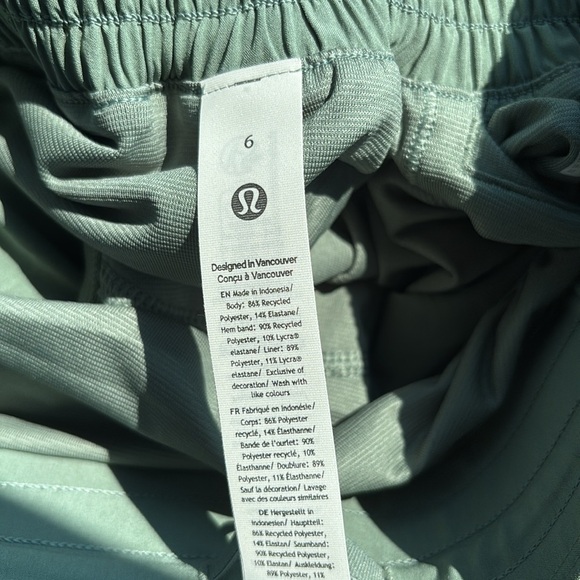 6
Designed in Vancouver
Conçu à Vancouver
EN Made in Indonesia/
Body: 86% Recycled
Polyester, 14% Elastane/
Hem band: 90% Recycled
Polyester, 10% Lycra®
elastane/ Liner: 89%
Polyester, 11% Lycra®
elastane/ Exclusive of
decoration/ Wash with
like colours
FR Fabriqué en Indonésie/
Corps: 86% Polyester
recyclé, 14% Élasthanne/
Bande de l'ourlet: 90%
Polyester recyclé, 10%
Élasthanne/ Doublure: 89%
Polyester, 11% Élasthanne/
Sauf la décoration/ Lavage
avec des couleurs similaires
DE Hergestellt in
Indonesien/ Hauptteil:
86% Recycled Polyester,
14% Elastan/ Saumband:
90% Recycled Polyester,
10% Elastan/ Auskleidung:
89% Polyester, 11%